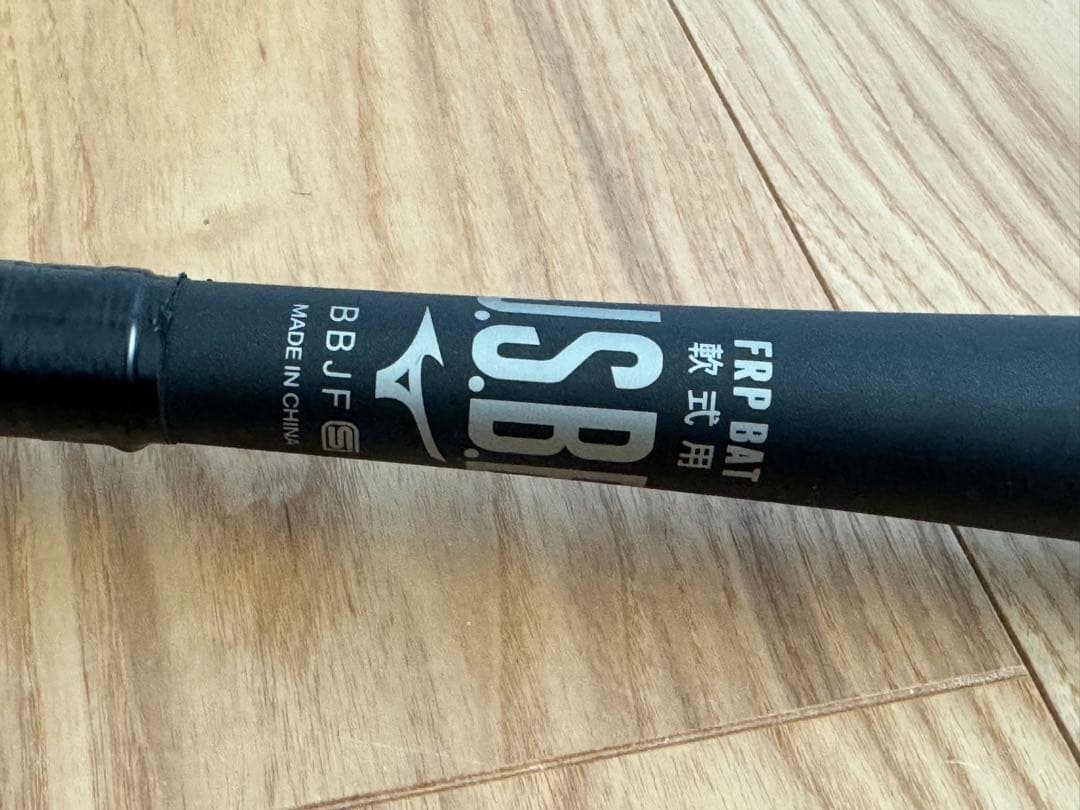 FRP BAT
軟式用
J.S.B.
BBJF S
MADE IN CHINA